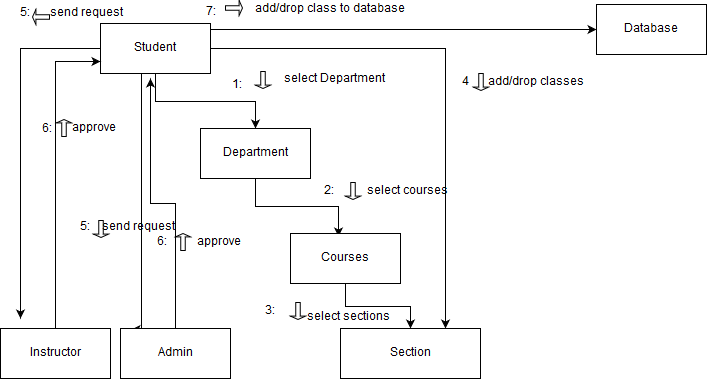 5: send request
7: add/drop class to database
Student
Database
1: select Department
4 add/drop classes
6: approve
Department
2: select courses
5: send request
6: approve
Courses
3: select sections
Instructor
Admin
Section